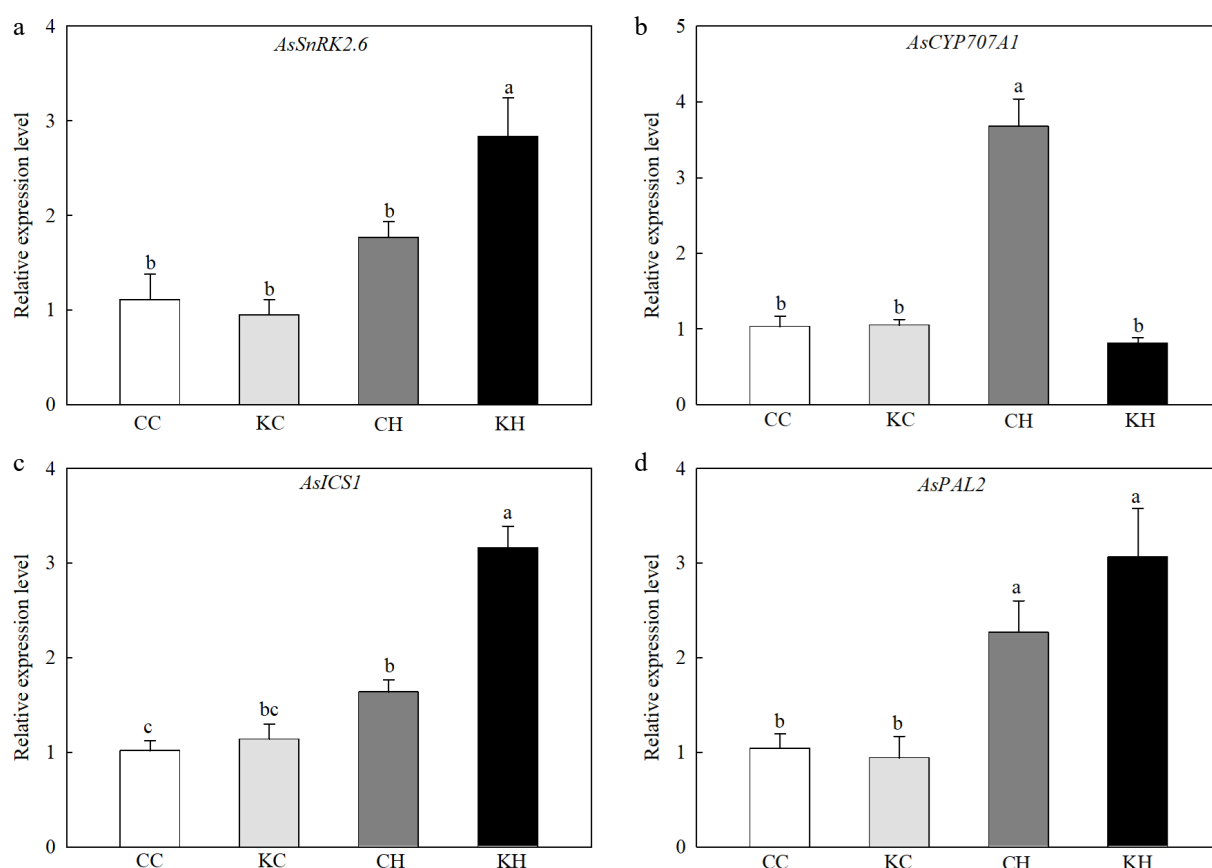 a
AsSnRK2.6
Relative expression level
4
3
2
1
0
b
b
b
a
CC
KC
CH
KH
b
AsCYP707A1
Relative expression level
5
4
3
2
1
0
b
b
a
b
CC
KC
CH
KH
c
AsICS1
Relative expression level
4
3
2
1
0
c
bc
b
a
CC
KC
CH
KH
d
AsPAL2
Relative expression level
4
3
2
1
0
b
b
a
a
CC
KC
CH
KH